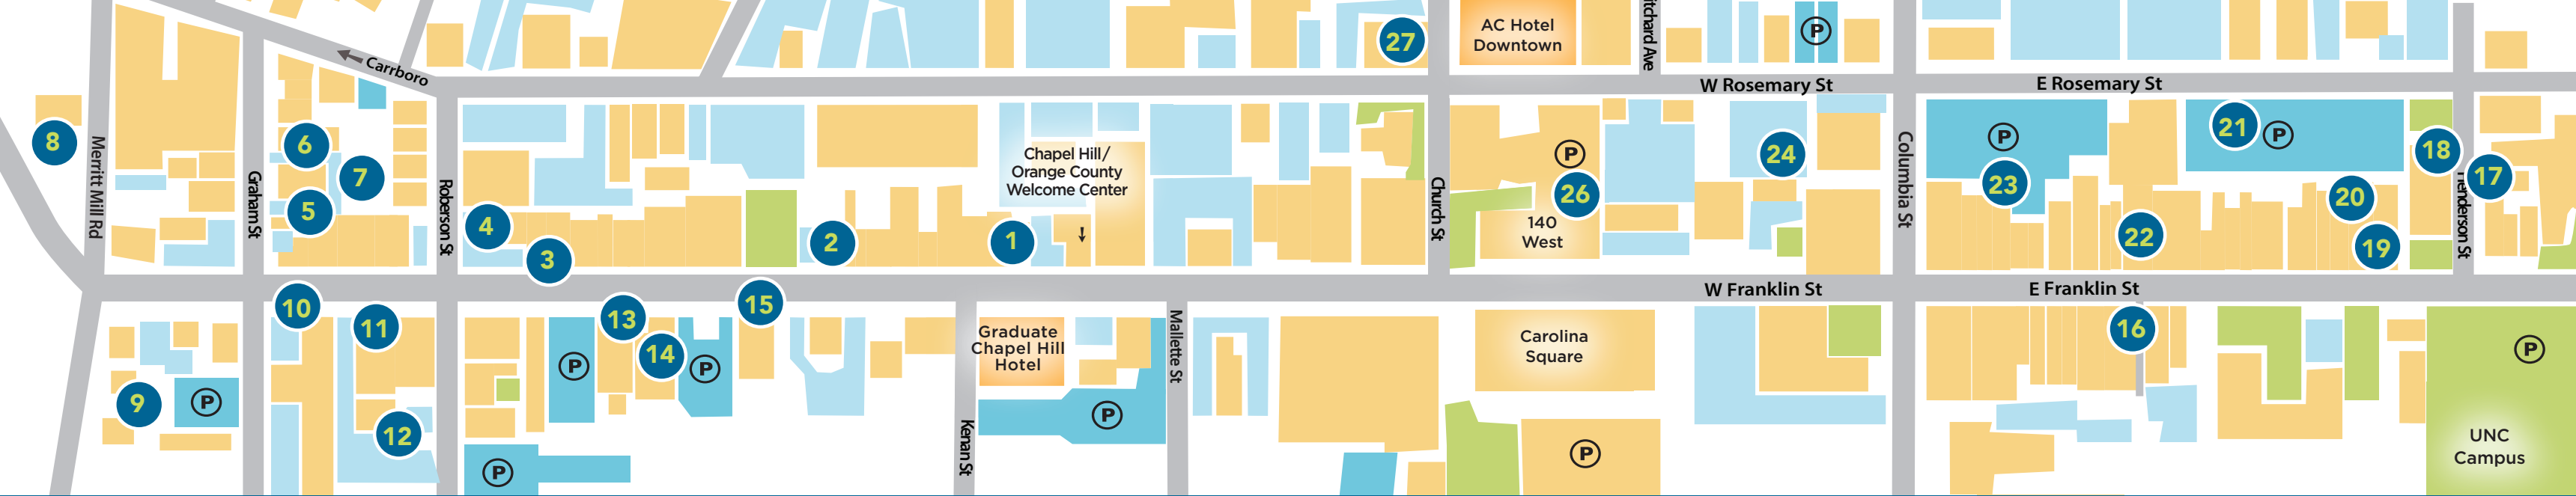 27
AC Hotel
Downtown
P
Carrboro
W Rosemary St
E Rosemary St
8
Merritt Mill Rd
Graham St
6
7
5
Roberson St
4
3
2
1
Chapel Hill/
Orange County
Welcome Center
Church St
P
26
140
West
24
Columbia St
P
23
21
P
18
17
20
22
19
W Franklin St
E Franklin St
10
11
9
P
12
13
14
15
P
P
P
Graduate
Chapel Hill
Hotel
Kenan St
Mallette St
P
Carolina
Square
P
16
P
UNC
Campus